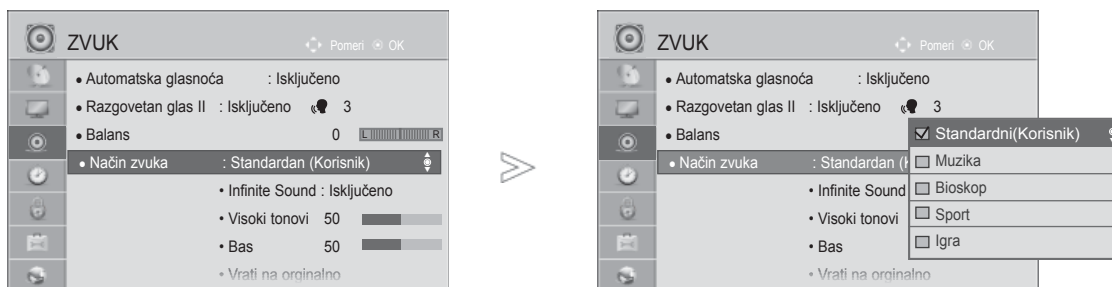 ZVUK
Pomeri OK
• Automatska glasnoća : Isključeno
• Razgovetan glas II : Isključeno 3
• Balans 0 L R
• Način zvuka : Standardan (Korisnik)
• Infinite Sound : Isključeno
• Visoki tonovi 50
• Bas 50
• Vrati na orginalno
ZVUK
Pomeri OK
• Automatska glasnoća : Isključeno
• Razgovetan glas II : Isključeno 3
• Balans
• Način zvuka : Standardan
• Infinite Sound
• Visoki tonovi
• Bas
• Vrati na orginalno
Standardni(Korisnik)
Muzika
Bioskop
Sport
Igra